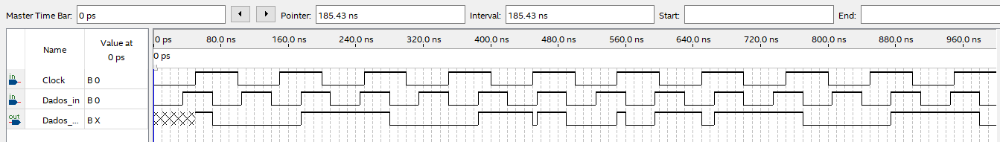 Master Time Bar: 0 ps Pointer: 185.43 ns Interval: 185.43 ns Start: End:
Name Value at 0 ps
0 ps 80.0 ns 160.0 ns 240.0 ns 320.0 ns 400.0 ns 480.0 ns 560.0 ns 640.0 ns 720.0 ns 800.0 ns 880.0 ns 960.0 ns
0 ps
in Clock B 0
in Dados_in B 0
out Dados_... B X